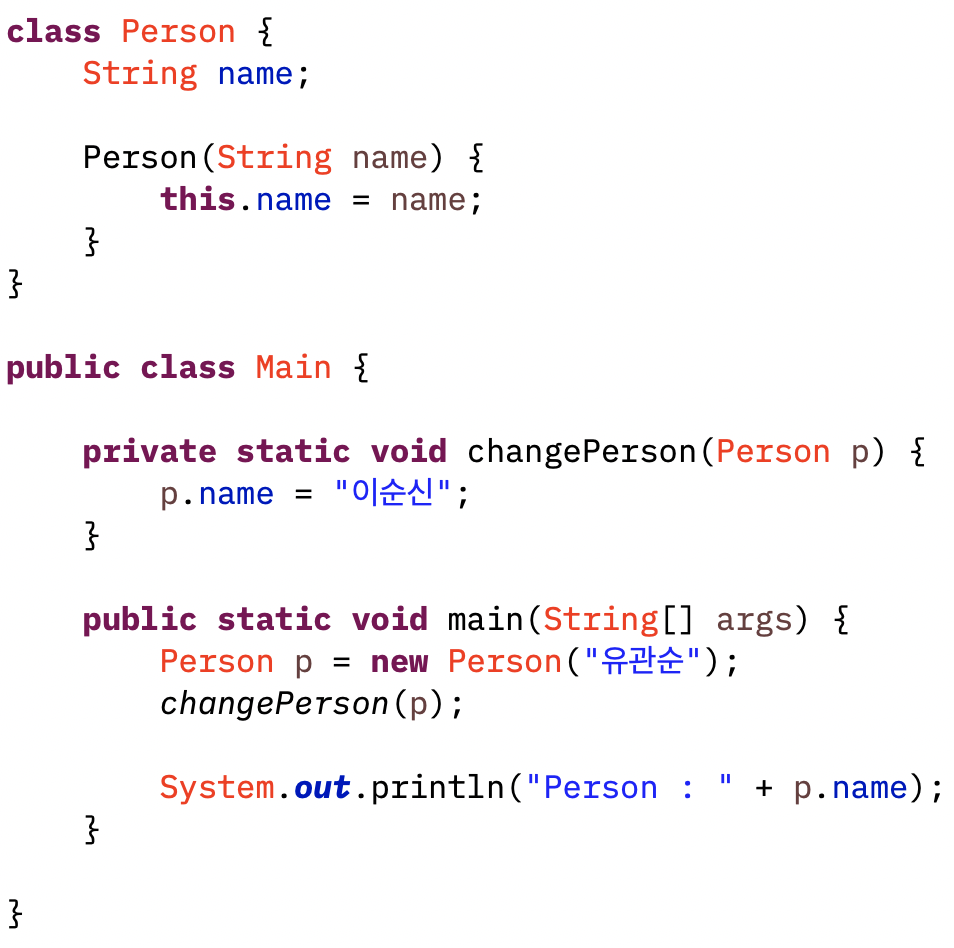 class Person {
    String name;

    Person(String name) {
        this.name = name;
    }
}

public class Main {

    private static void changePerson(Person p) {
        p.name = "이순신";
    }

    public static void main(String[] args) {
        Person p = new Person("유관순");
        changePerson(p);

        System.out.println("Person : " + p.name);
    }

}